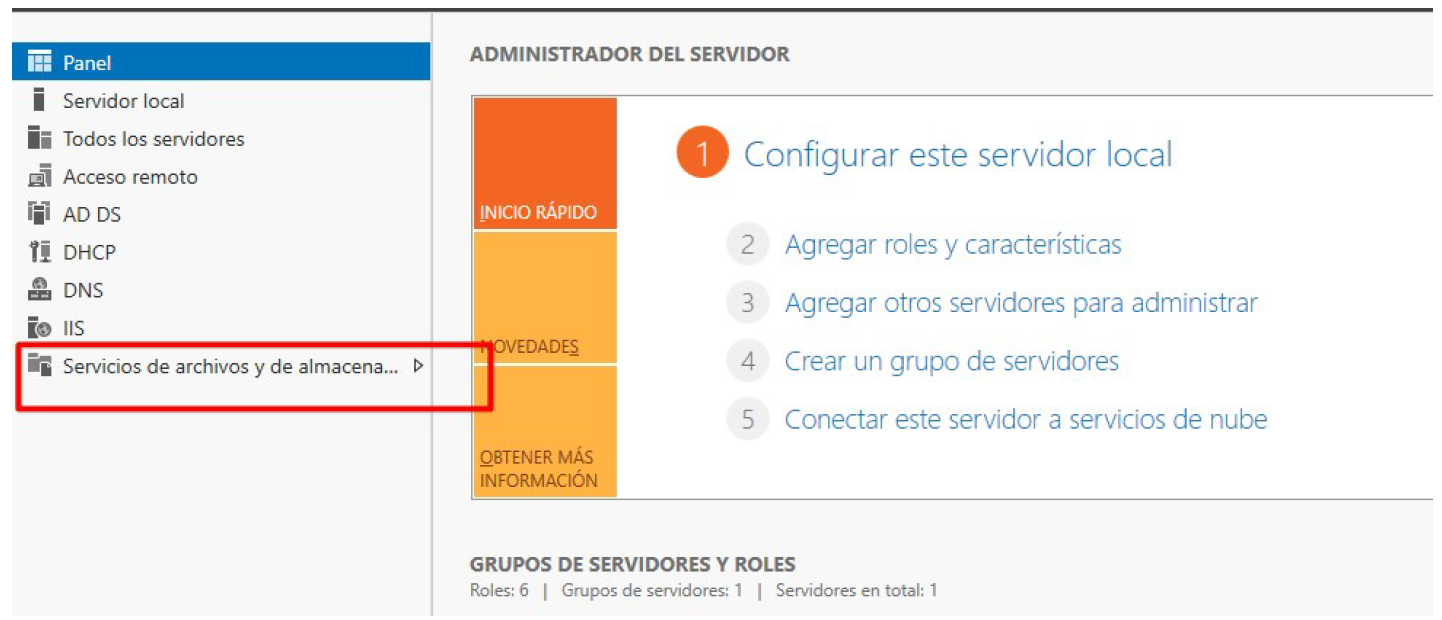 Panel
Servidor local
Todos los servidores
Acceso remoto
AD DS
DHCP
DNS
IIS
Servicios de archivos y de almacena...
ADMINISTRADOR DEL SERVIDOR
INICIO RÁPIDO
NOVEDADES
OBTENER MÁS
INFORMACIÓN
1 Configurar este servidor local
2 Agregar roles y características
3 Agregar otros servidores para administrar
4 Crear un grupo de servidores
5 Conectar este servidor a servicios de nube
GRUPOS DE SERVIDORES Y ROLES
Roles: 6 | Grupos de servidores: 1 | Servidores en total: 1